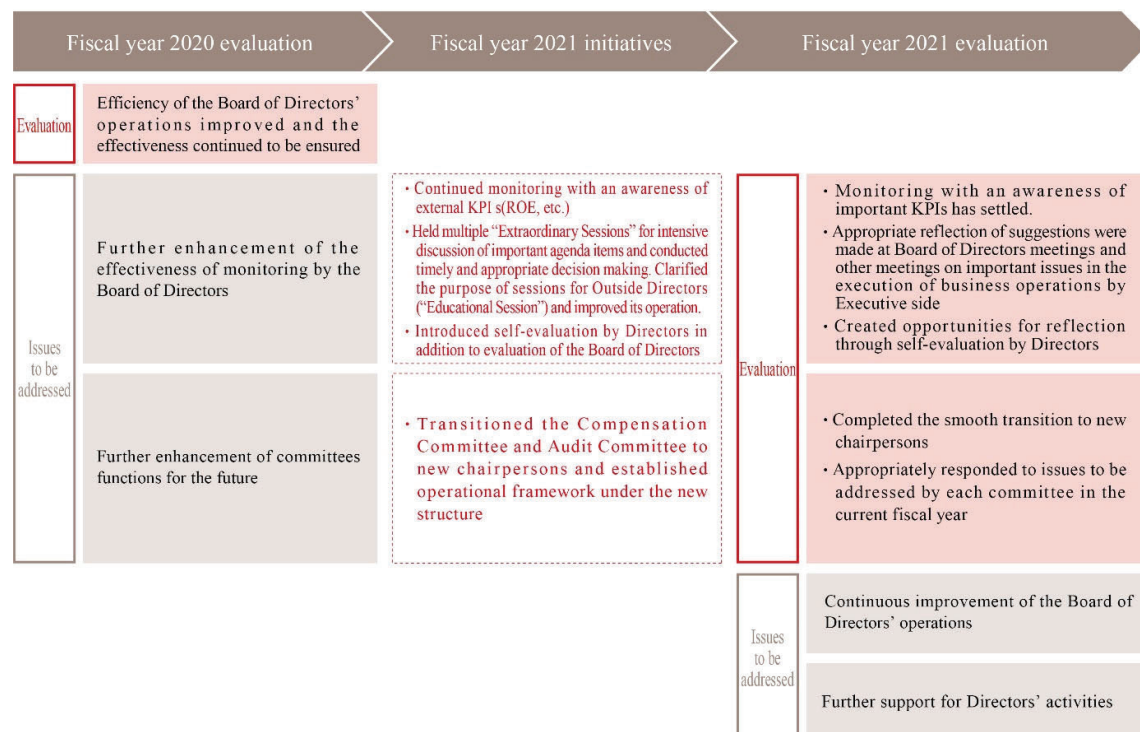 Fiscal year 2020 evaluation
Fiscal year 2021 initiatives
Fiscal year 2021 evaluation
Evaluation
Efficiency of the Board of Directors'
operations improved and the
effectiveness continued to be ensured
Issues
to be
addressed
Further enhancement of the
effectiveness of monitoring by the
Board of Directors
・Continued monitoring with an awareness of
external KPI s(ROE, etc.)
・Held multiple “Extraordinary Sessions” for intensive
discussion of important agenda items and conducted
timely and appropriate decision making. Clarified
the purpose of sessions for Outside Directors
(“Educational Session”) and improved its operation.
・Introduced self-evaluation by Directors in
addition to evaluation of the Board of Directors
Evaluation
・Monitoring with an awareness of
important KPIs has settled.
・Appropriate reflection of suggestions were
made at Board of Directors meetings and
other meetings on important issues in the
execution of business operations by
Executive side
・Created opportunities for reflection
through self-evaluation by Directors
Further enhancement of committees
functions for the future
・Transitioned the Compensation
Committee and Audit Committee to
new chairpersons and established
operational framework under the new
structure
・Completed the smooth transition to new
chairpersons
・Appropriately responded to issues to be
addressed by each committee in the
current fiscal year
Issues
to be
addressed
Continuous improvement of the Board of
Directors' operations
Further support for Directors' activities